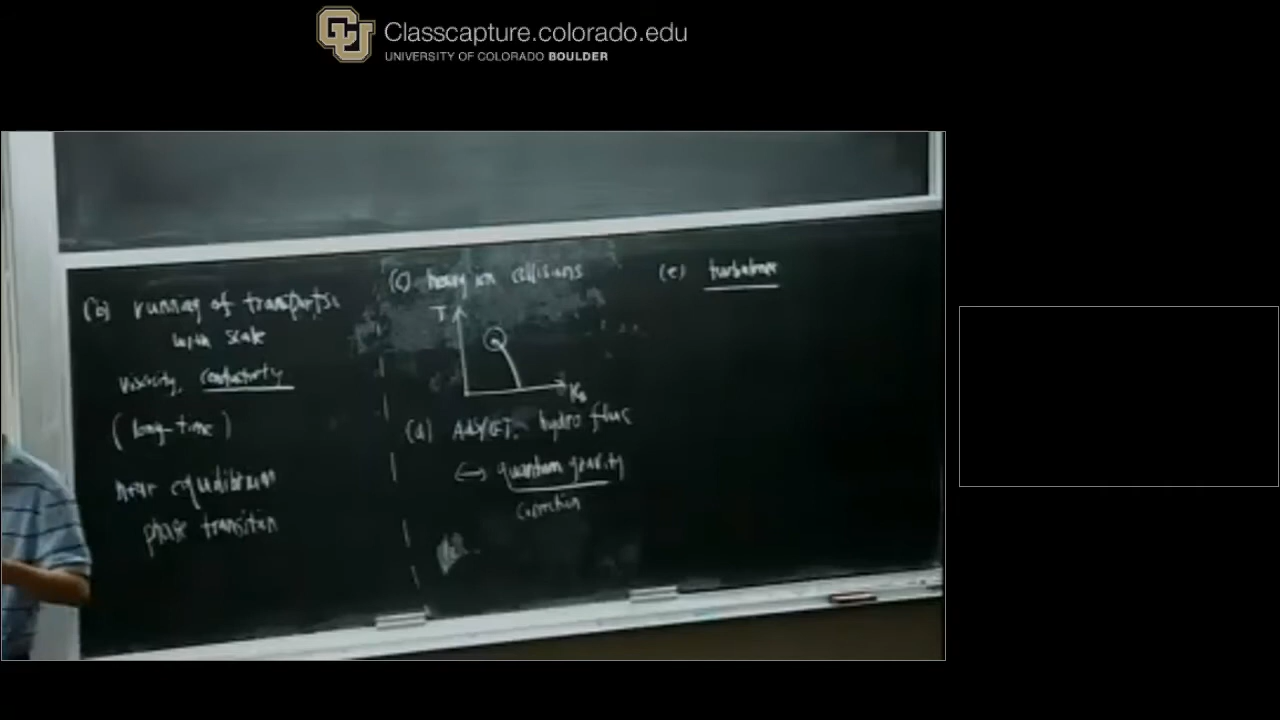 CU
Classcapture.colorado.edu
UNIVERSITY OF COLORADO BOULDER
(b) running of transports
with scale
viscosity, conductivity
(long-time)
near equilibrium
phase transition
(c) heavy ion collisions
T
(d) AdS/CFT, hydro fluc
↔ quantum gravity
correction
(e) turbulence